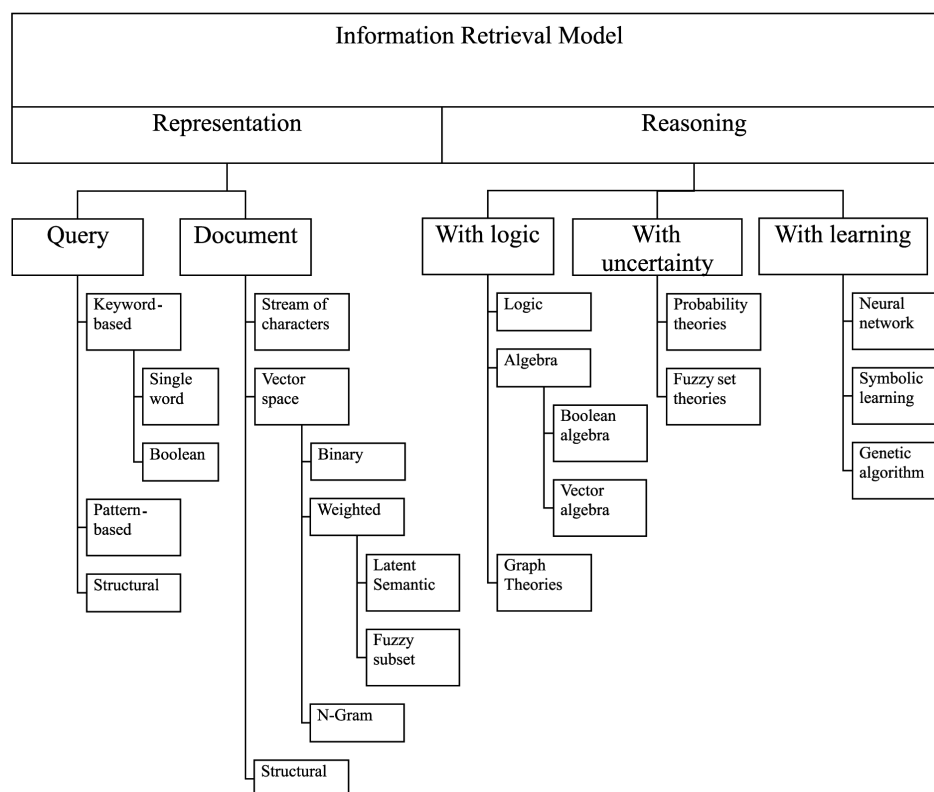 Information Retrieval Model
Representation
Reasoning
Query
Document
With logic
With
uncertainty
With learning
Keyword-
based
Single
word
Boolean
Pattern-
based
Structural
Stream of
characters
Vector
space
Binary
Weighted
Latent
Semantic
Fuzzy
subset
N-Gram
Structural
Logic
Algebra
Boolean
algebra
Vector
algebra
Graph
Theories
Probability
theories
Fuzzy set
theories
Neural
network
Symbolic
learning
Genetic
algorithm